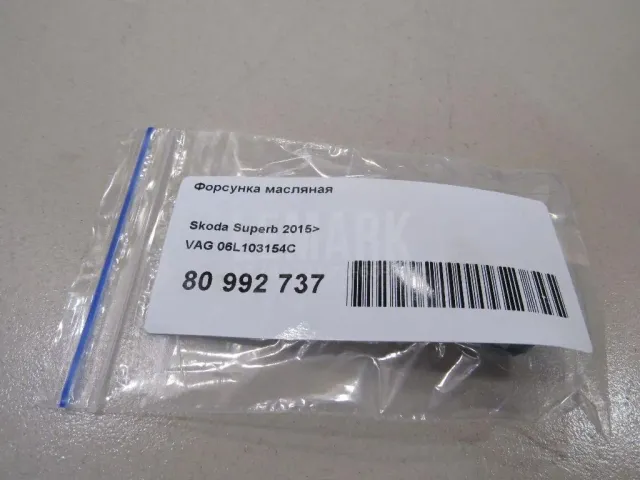 Форсунка масляная
Skoda Superb 2015>
VAG 06L103154C
80 992 737